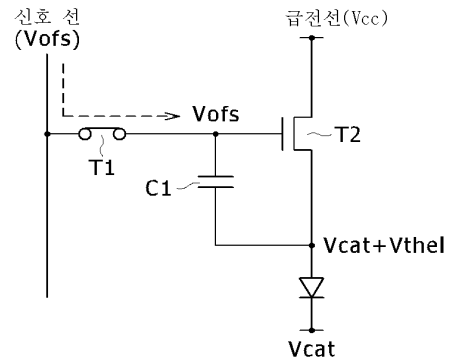 신호 선
(Vofs)
급전선(Vcc)
Vofs
T2
T1
C1
Vcat+Vthel
Vcat